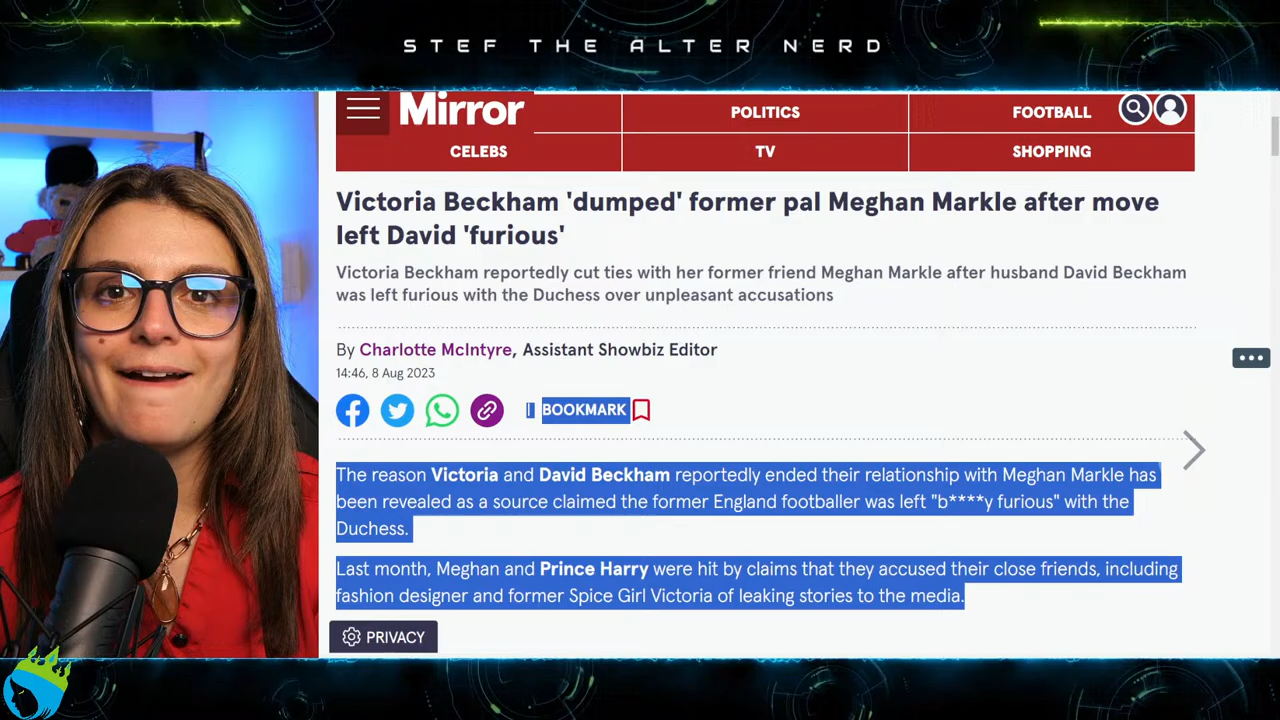 STEF THE ALTER NERD
Mirror
POLITICS
FOOTBALL
CELEBS
TV
SHOPPING
Victoria Beckham 'dumped' former pal Meghan Markle after move
left David 'furious'
Victoria Beckham reportedly cut ties with her former friend Meghan Markle after husband David Beckham
was left furious with the Duchess over unpleasant accusations
By Charlotte McIntyre, Assistant Showbiz Editor
14:46, 8 Aug 2023
BOOKMARK
The reason Victoria and David Beckham reportedly ended their relationship with Meghan Markle has
been revealed as a source claimed the former England footballer was left "b****y furious" with the
Duchess.
Last month, Meghan and Prince Harry were hit by claims that they accused their close friends, including
fashion designer and former Spice Girl Victoria of leaking stories to the media.
PRIVACY